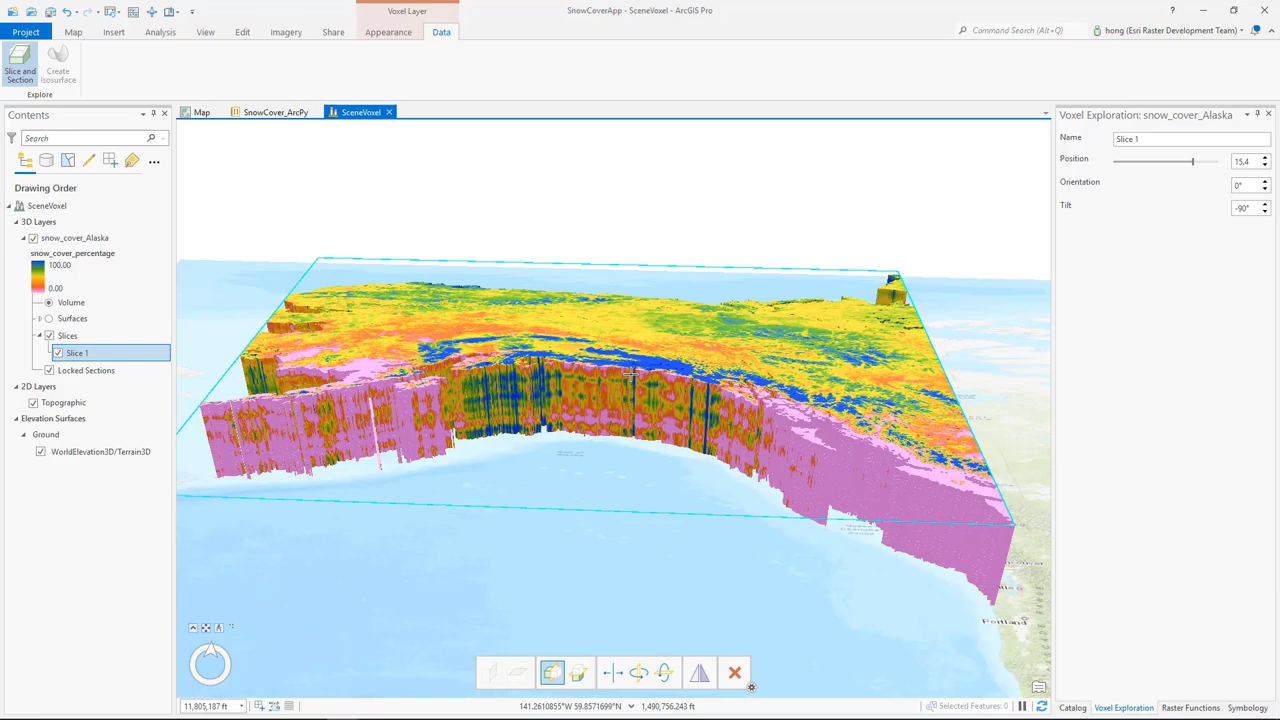 Voxel Layer
SnowCoverApp - SceneVoxel - ArcGIS Pro
Project
Map
Insert
Analysis
View
Edit
Imagery
Share
Appearance
Data
Command Search (Alt+Q)
hong (Esri Raster Development Team)
Slice and
Section
Create
Isosurface
Explore
Contents
Search
Drawing Order
SceneVoxel
3D Layers
snow_cover_Alaska
snow_cover_percentage
100.00
0.00
Volume
Surfaces
Slices
Slice 1
Locked Sections
2D Layers
Topographic
Elevation Surfaces
Ground
WorldElevation3D/Terrain3D
Map
SnowCover_ArcPy
SceneVoxel
Portland
11,805,187 ft
141.2610855°W 59.8571699°N
1,490,756.243 ft
Selected Features: 0
Voxel Exploration: snow_cover_Alaska
Name
Slice 1
Position
15.4
Orientation
0°
Tilt
-90°
Catalog
Voxel Exploration
Raster Functions
Symbology